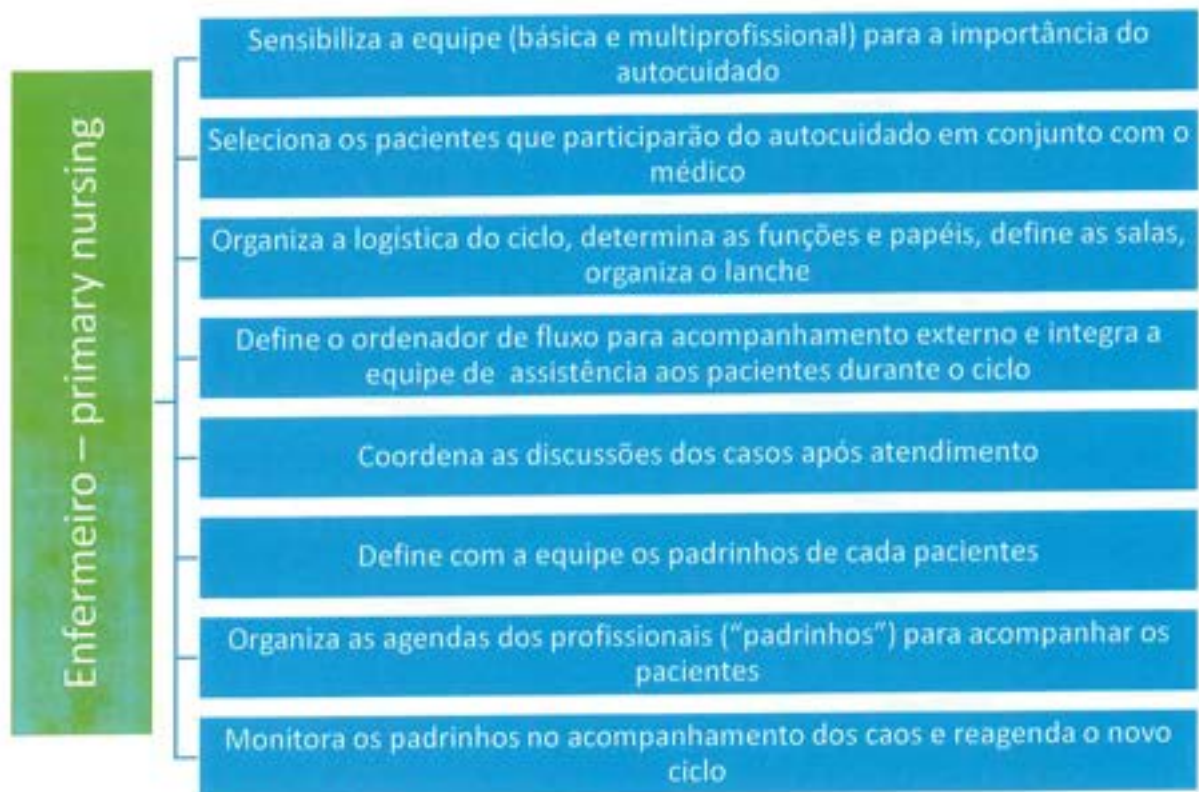 Enfermeiro – primary nursing
Sensibiliza a equipe (básica e multiprofissional) para a importância do
autocuidado
Seleciona os pacientes que participarão do autocuidado em conjunto com o
médico
Organiza a logística do ciclo, determina as funções e papéis, define as salas,
organiza o lanche
Define o ordenador de fluxo para acompanhamento externo e integra a
equipe de assistência aos pacientes durante o ciclo
Coordena as discussões dos casos após atendimento
Define com a equipe os padrinhos de cada pacientes
Organiza as agendas dos profissionais (“padrinhos”) para acompanhar os
pacientes
Monitora os padrinhos no acompanhamento dos caos e reagenda o novo
ciclo